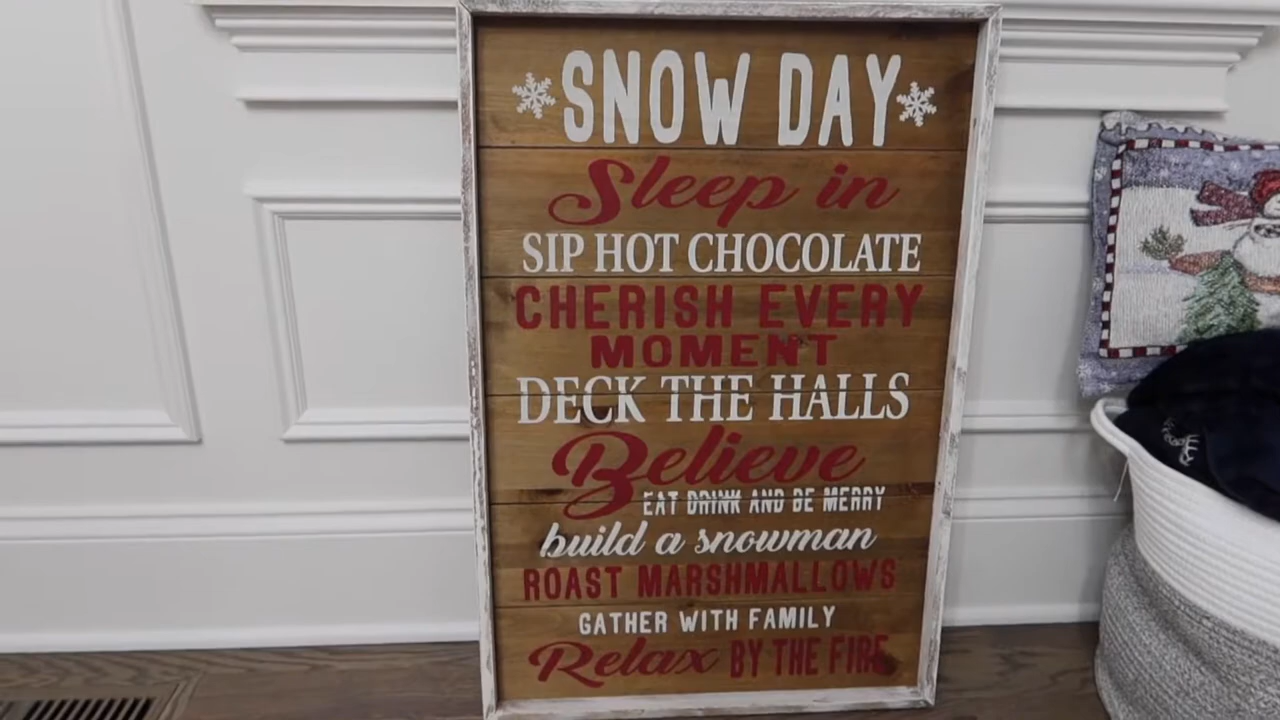 SNOW DAY
Sleep in
SIP HOT CHOCOLATE
CHERISH EVERY
MOMENT
DECK THE HALLS
Believe
EAT DRINK AND BE MERRY
build a snowman
ROAST MARSHMALLOWS
GATHER WITH FAMILY
Relax BY THE FIRE